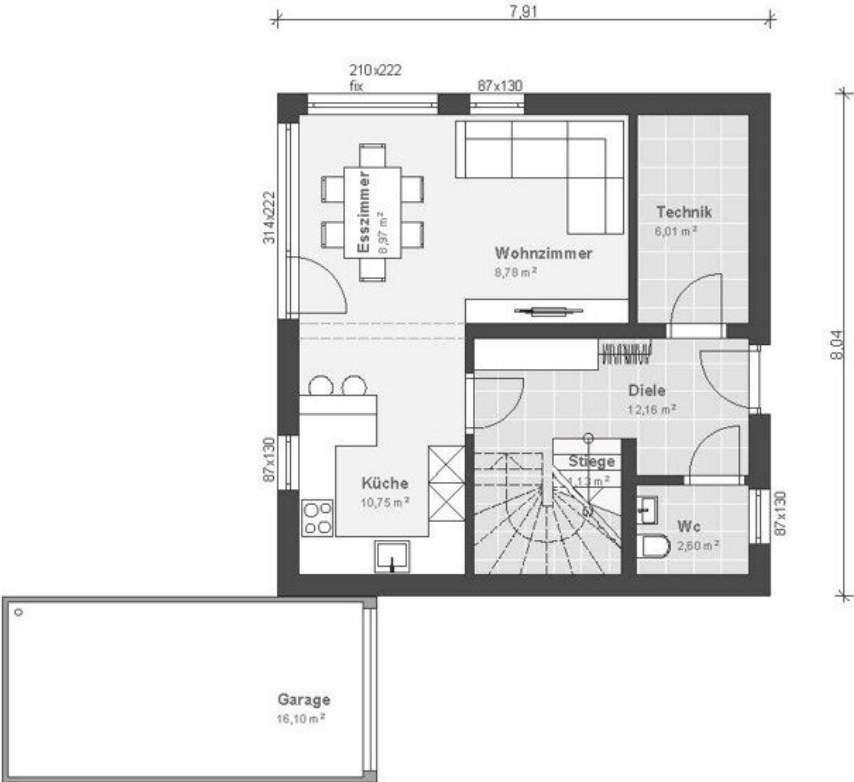 7,91
210x222
fix
87x130
314x222
Esszimmer
8,97 m²
Wohnzimmer
8,78 m²
Technik
6,01 m²
8,04
Diele
12,16 m²
87x130
Küche
10,75 m²
Stiege
1,13 m²
Wc
2,60 m²
87x130
Garage
16,10 m²